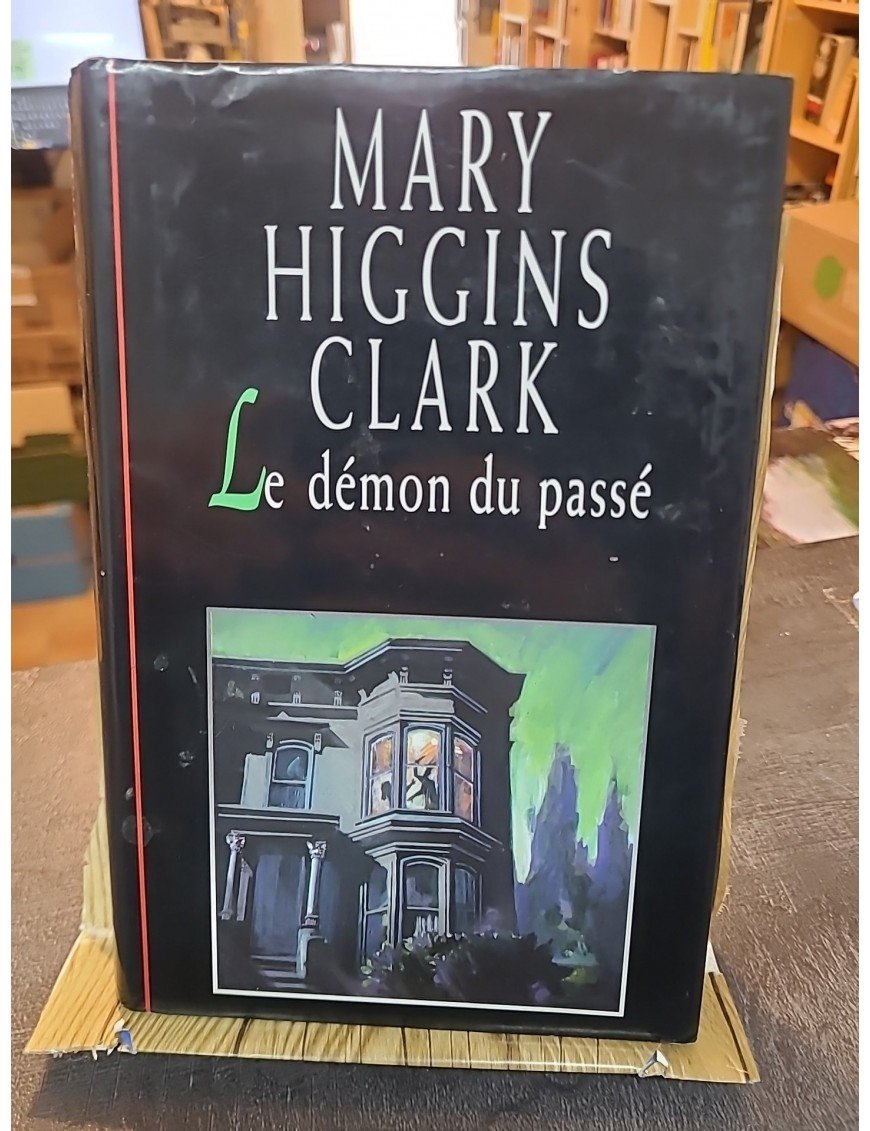 MARY
HIGGINS
CLARK
Le démon du passé